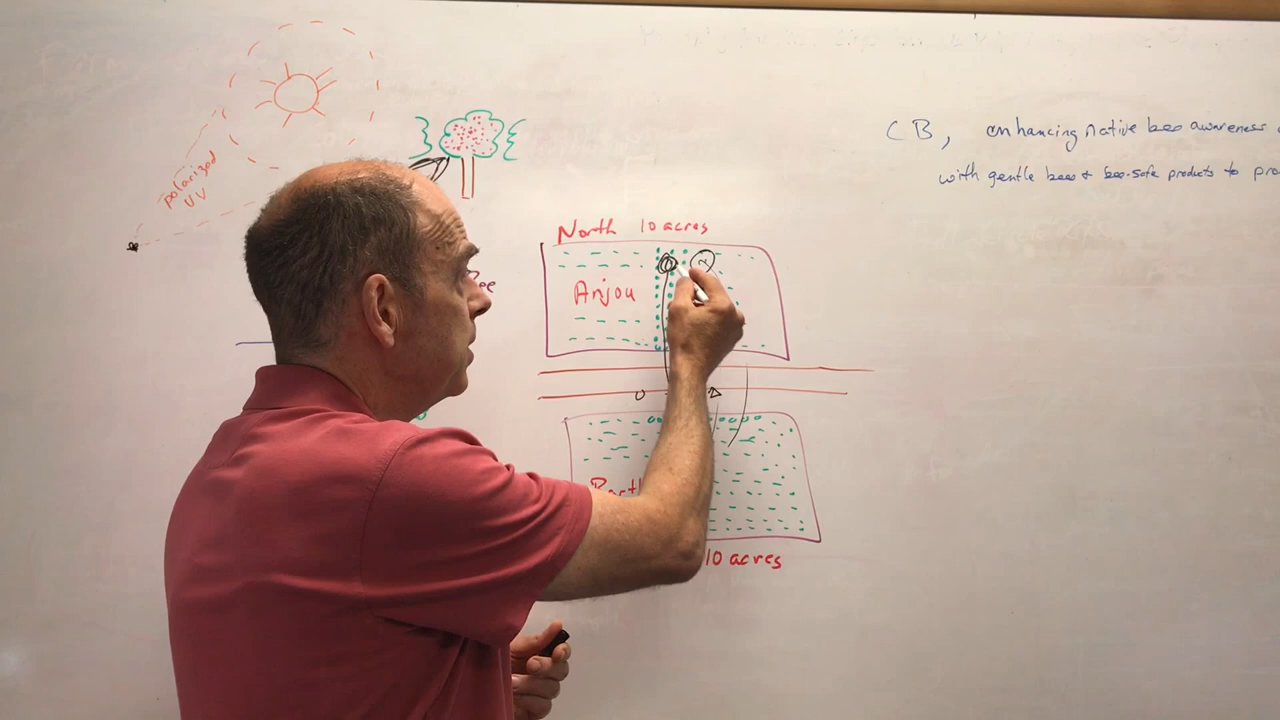 CB, enhancing native bee awareness
with gentle bees + bee-safe products to
polarized
UV
North 10 acres
Anjou
10 acres